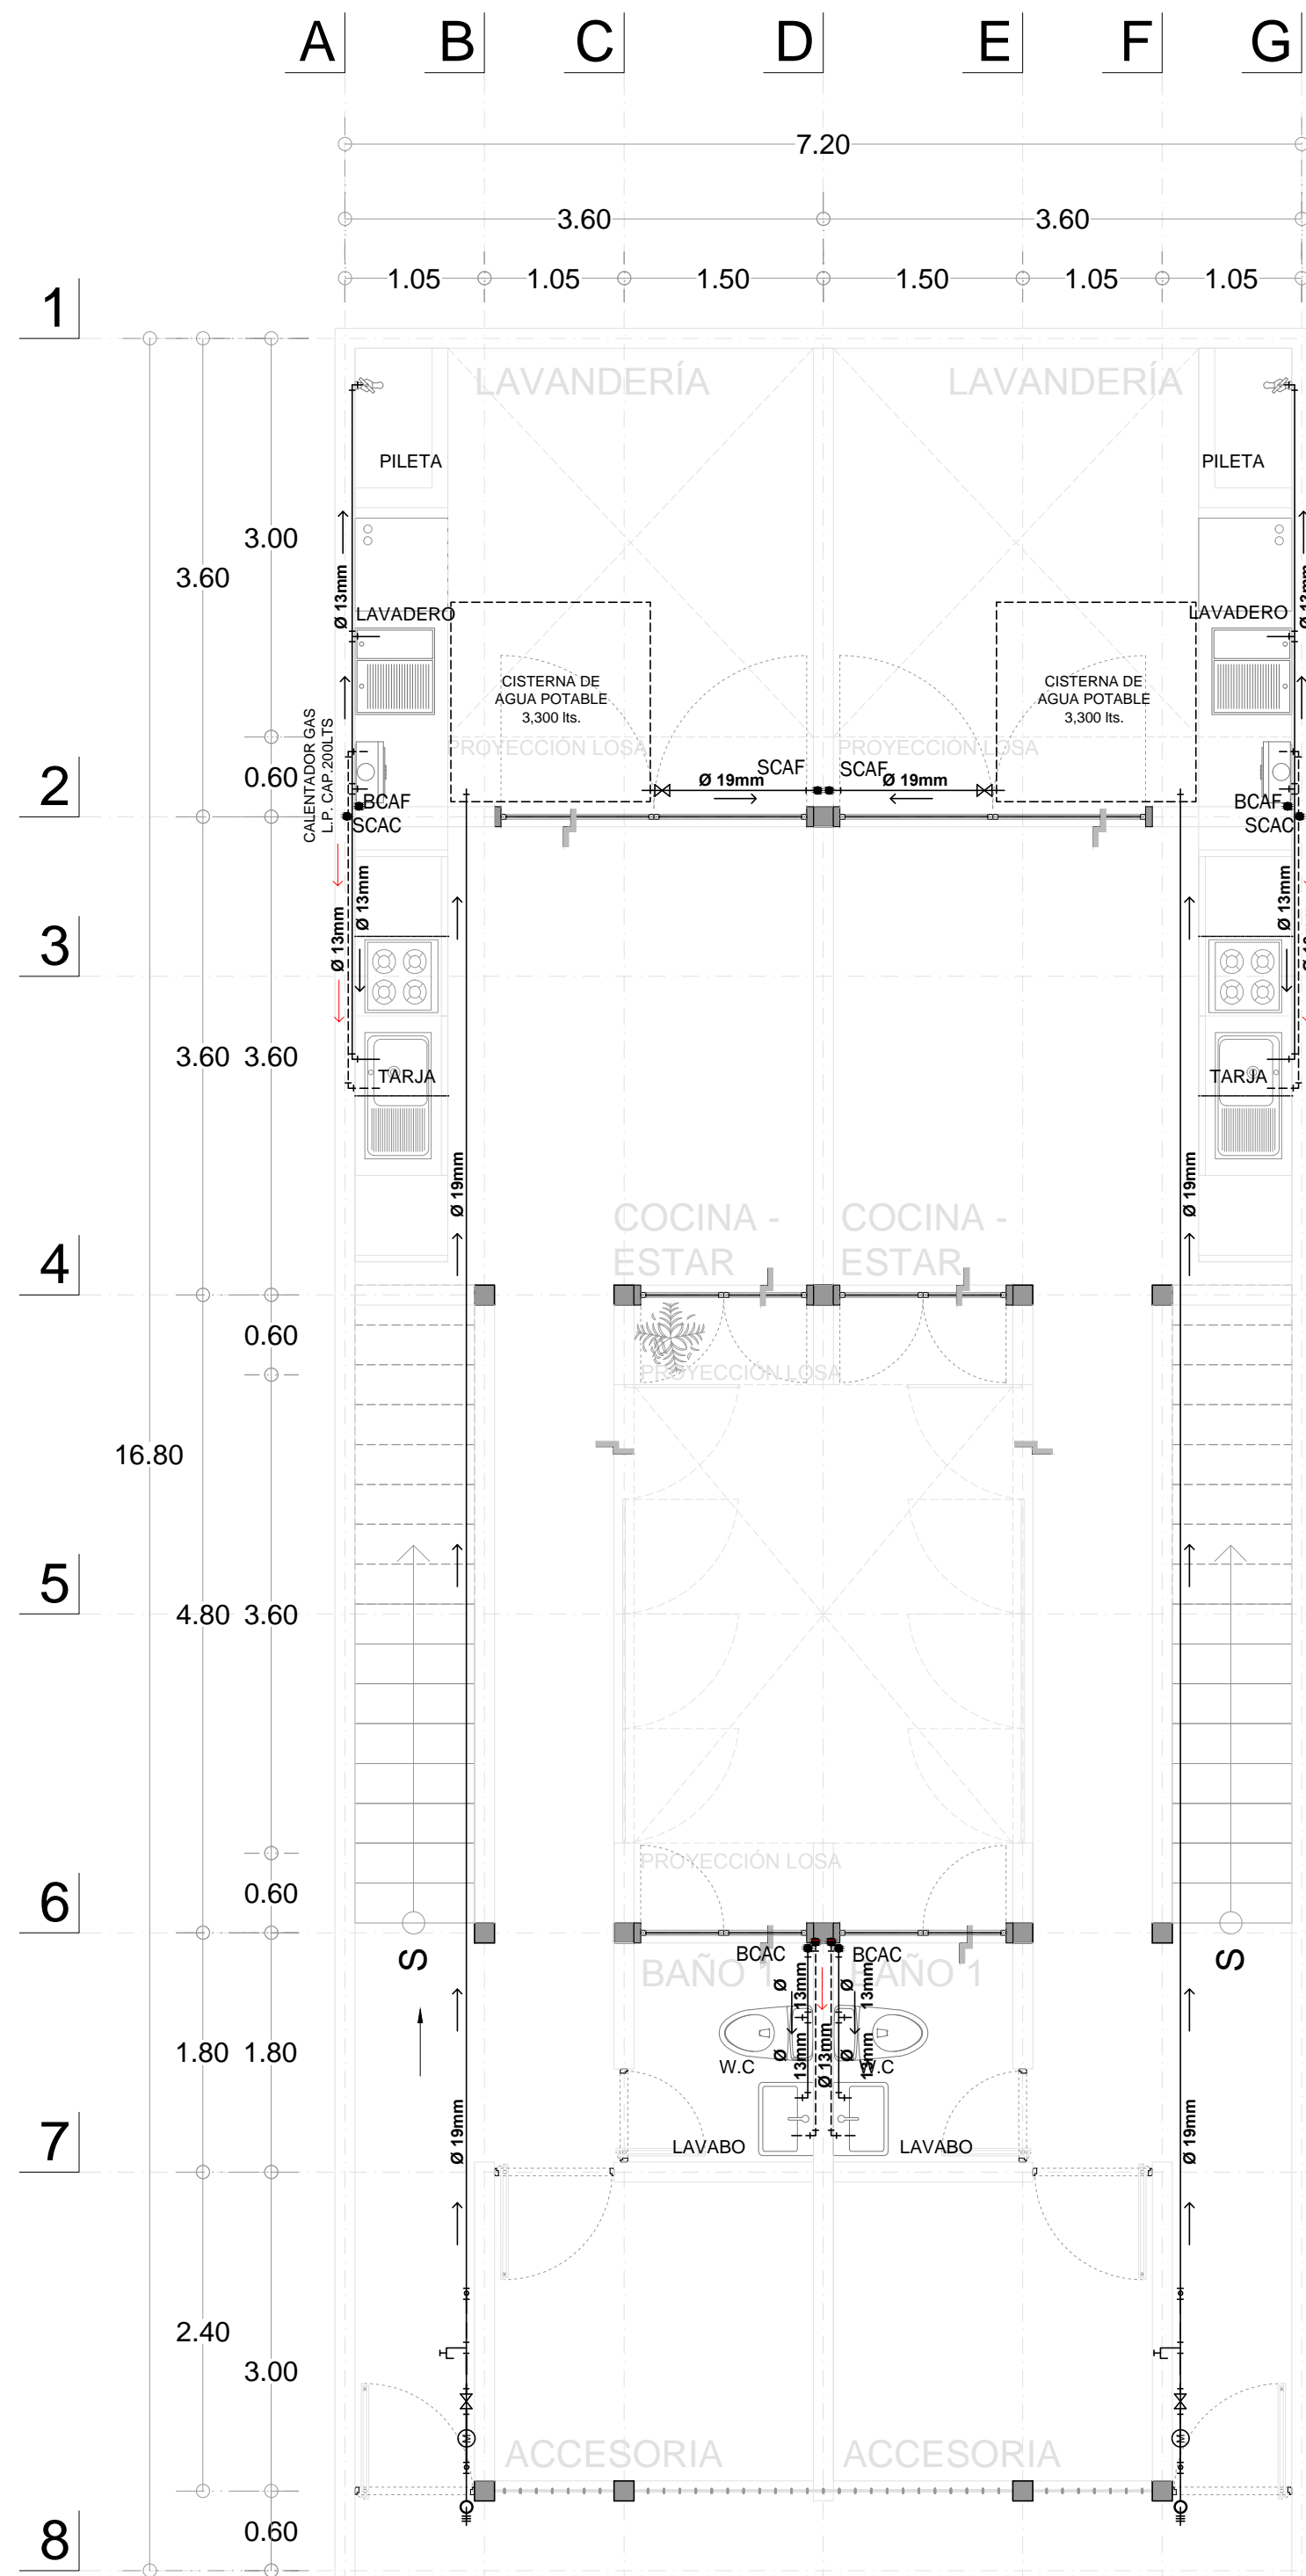 A B C D E F G
7.20
3.60 3.60
1.05 1.05 1.50 1.50 1.05 1.05
1
LAVANDERÍA LAVANDERÍA
PILETA PILETA
3.00
3.60
Ø 13mm Ø 13mm
LAVADERO LAVADERO
CISTERNA DE
AGUA POTABLE
3,300 lts.
CISTERNA DE
AGUA POTABLE
3,300 lts.
CALENTADOR GAS
L.P. CAP.200LTS
PROYECCIÓN LOSA PROYECCIÓN LOSA
0.60
SCAF SCAF
Ø 19mm Ø 19mm
2
BCAF BCAF
SCAC SCAC
Ø 13mm Ø 13mm
Ø 13mm
3
3.60 3.60
TARJA TARJA
Ø 19mm Ø 19mm
COCINA - COCINA -
ESTAR ESTAR
4
0.60
PROYECCIÓN LOSA
16.80
5
4.80 3.60
PROYECCIÓN LOSA
0.60
6
S S
BCAC BCAC
BAÑO 1 BAÑO 1
Ø Ø
13mm 13mm
1.80 1.80
Ø Ø
13mm Ø 13mm 13mm
W.C W.C
LAVABO LAVABO
Ø 19mm Ø 19mm
7
2.40
3.00
M M
ACCESORIA ACCESORIA
0.60
8